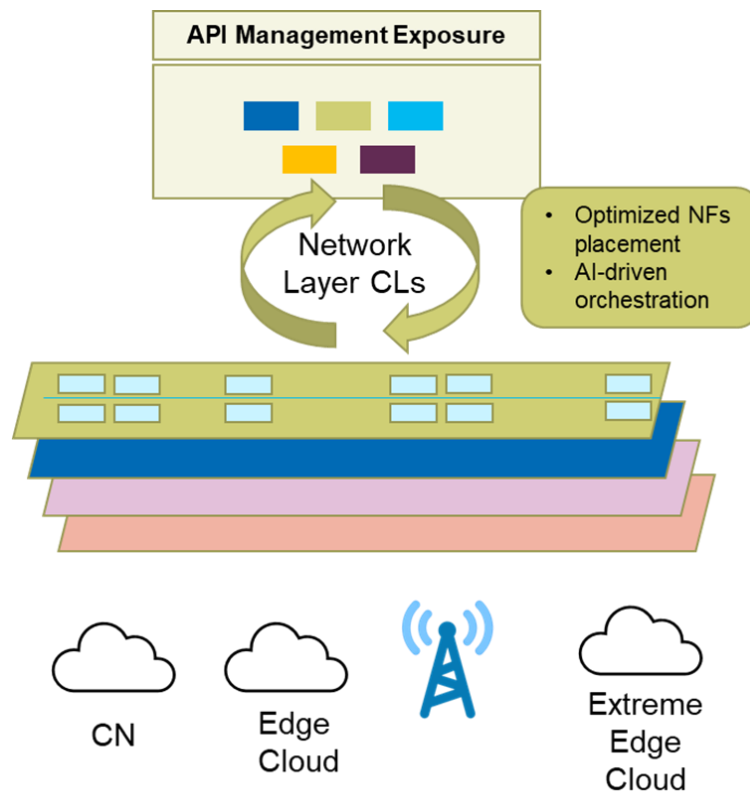 API Management Exposure
Network
Layer CLs
• Optimized NFs
placement
• AI-driven
orchestration
CN
Edge
Cloud
Extreme
Edge
Cloud